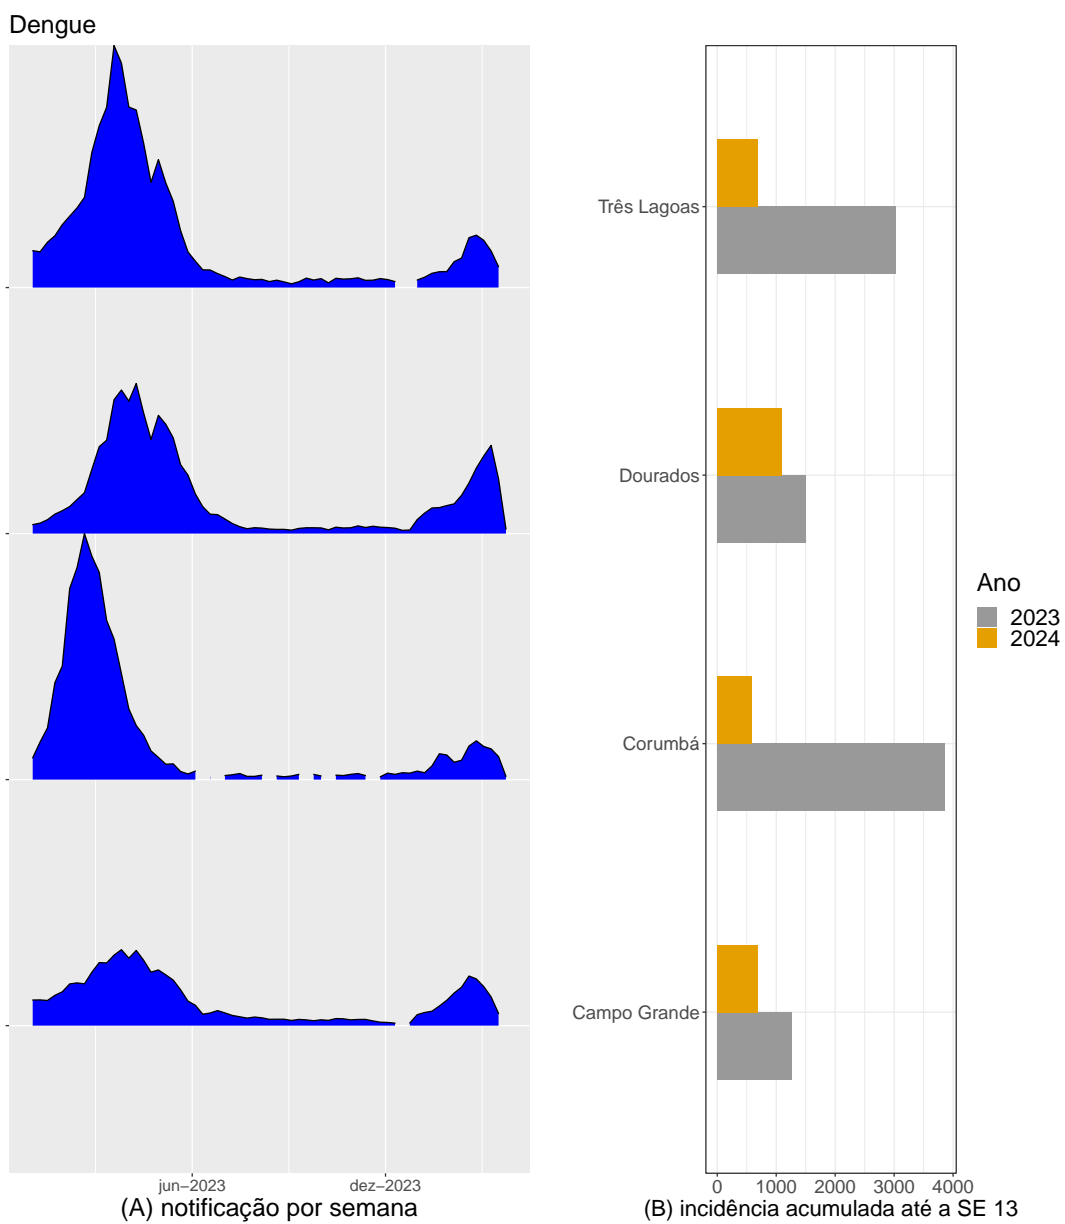 Dengue
Três Lagoas
Dourados
Corumbá
Campo Grande
Ano
2023
2024
jun–2023 dez–2023
0 1000 2000 3000 4000
(A) notificação por semana
(B) incidência acumulada até a SE 13